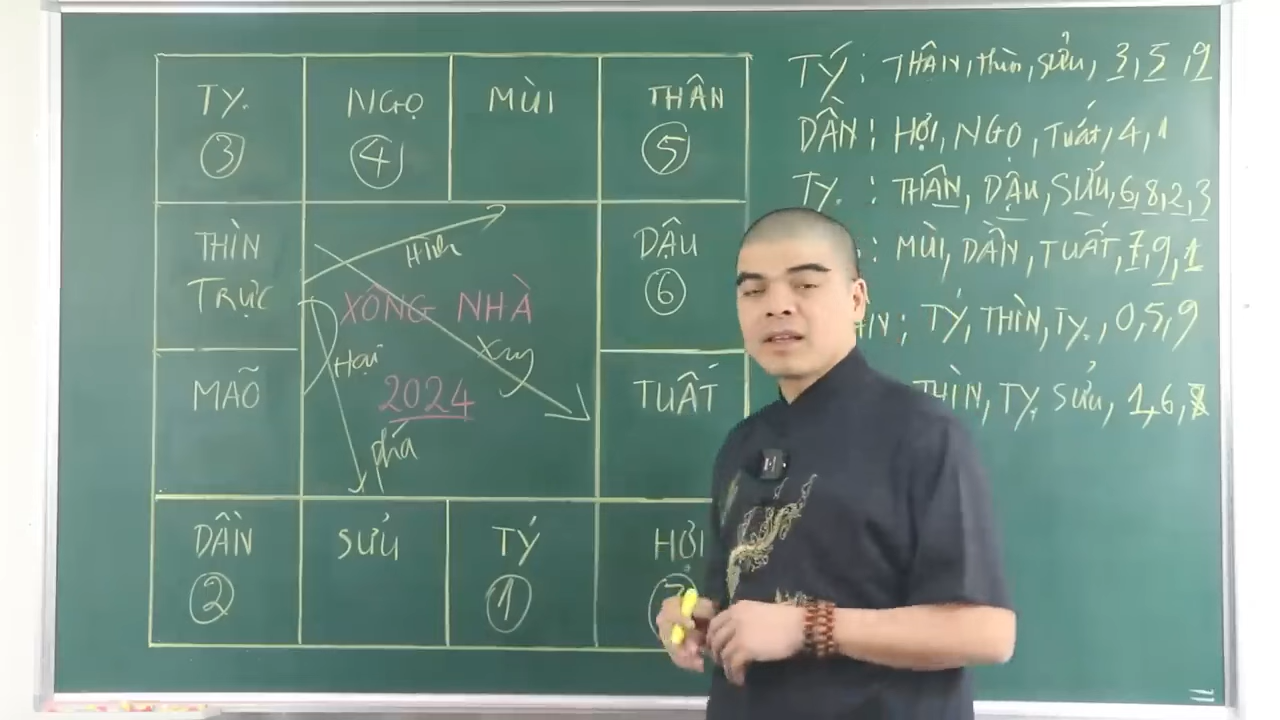 TỴ
3
NGỌ
4
MÙI
THÂN
5
THÌN
TRỰC
DẬU
6
MÃO
TUẤT
DẦN
2
SỬU
TÝ
1
HỢI
Hình
XÔNG NHÀ
Hại
Xung
2024
phá
TÝ: THÂN, thìn, sửu, 3, 5, 9
DẦN: HỢI, NGỌ, Tuất, 4, 1
TỴ: THÂN, DẬU, SỬU, 6, 8, 2, 3
: MÙI, DẦN, TUẤT, 7, 9, 1
: TÝ, THÌN, TỴ, 0, 5, 9
THÌN, TỴ, SỬU, 1, 6,